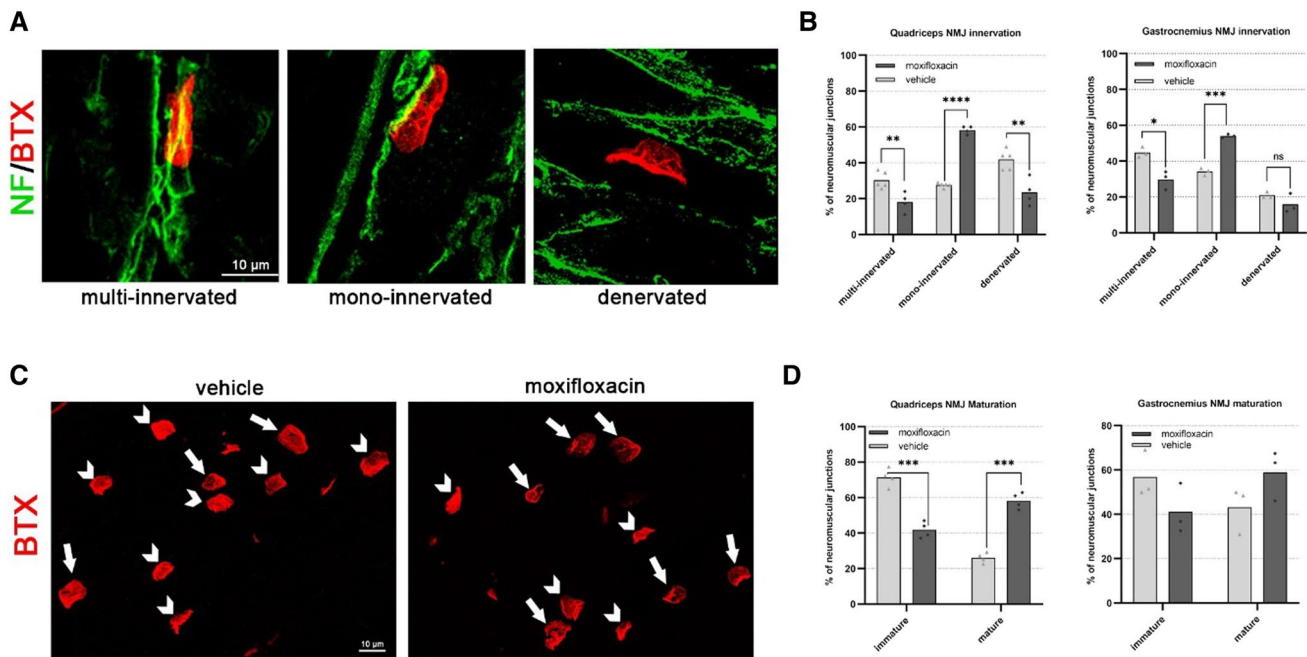 A
NF/BTX
10 µm
multi-innervated
mono-innervated
denervated
B
Quadriceps NMJ innervation
% of neuromuscular junctions
100
80
60
40
20
0
moxifloxacin
vehicle
**
****
**
multi-innervated
mono-innervated
denervated
Gastrocnemius NMJ innervation
% of neuromuscular junctions
100
80
60
40
20
0
moxifloxacin
vehicle
*
***
ns
multi-innervated
mono-innervated
denervated
C
BTX
vehicle
moxifloxacin
10 µm
D
Quadriceps NMJ Maturation
% of neuromuscular junctions
100
80
60
40
20
0
moxifloxacin
vehicle
***
***
immature
mature
Gastrocnemius NMJ maturation
% of neuromuscular junctions
80
60
40
20
0
moxifloxacin
vehicle
immature
mature